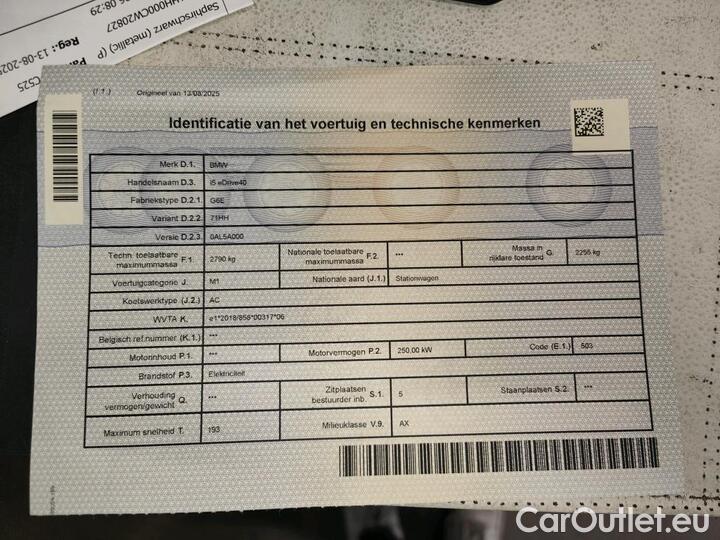 08:29
H000CW20827
Saphirschwarz (metallic) (P
Reg.: 13-08-202
C525
(I 1.) Origineel van 13/08/2025
Identificatie van het voertuig en technische kenmerken
Merk D.1. BMW
Handelsnaam D.3. i5 eDrive40
Fabriekstype D.2.1. G6E
Variant D.2.2. 71HH
Versie D.2.3. 0AL5A000
Techn. toelaatbare maximummassa F.1. 2790 kg Nationale toelaatbare maximummassa F.2. *** Massa in rijklare toestand G. 2255 kg
Voertuigcategorie J. M1 Nationale aard (J.1.) Stationwagen
Koetswerktype (J.2.) AC
WVTA K. e1*2018/858*00317*06
Belgisch ref.nummer (K.1.) ***
Motorinhoud P.1. *** Motorvermogen P.2. 250,00 kW Code (E.1.) 503
Brandstof P.3. Elektriciteit
Verhouding vermogen/gewicht Q. *** Zitplaatsen bestuurder inb. S.1. 5 Staanplaatsen S.2. ***
Maximum snelheid T. 193 Milieuklasse V.9. AX
CarOutlet.eu